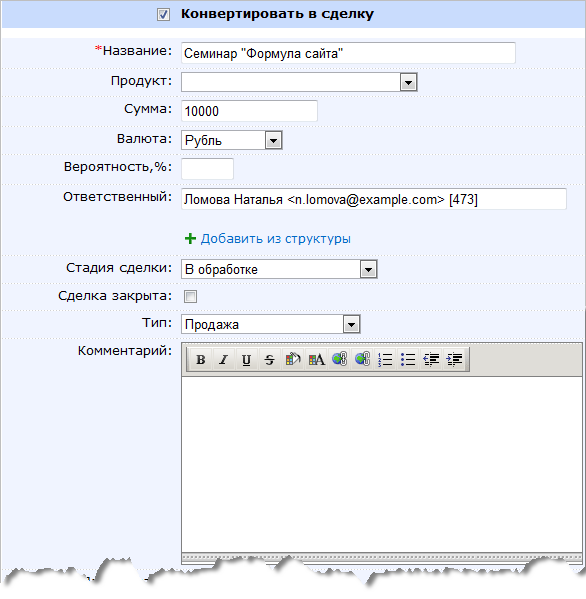 Конвертировать в сделку
*Название: Семинар "Формула сайта"
Продукт:
Сумма: 10000
Валюта: Рубль
Вероятность,%:
Ответственный: Ломова Наталья <n.lomova@example.com> [473]
Добавить из структуры
Стадия сделки: В обработке
Сделка закрыта:
Тип: Продажа
Комментарий:
B I U S A